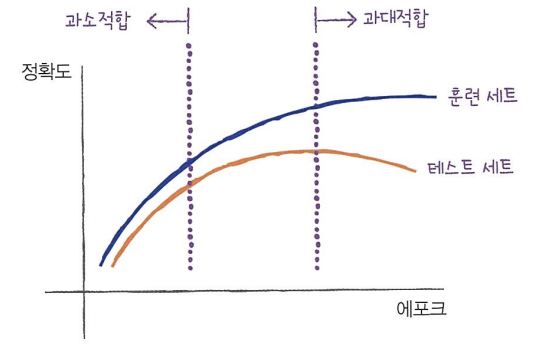 과소적합
과대적합
정확도
훈련 세트
테스트 세트
에포크